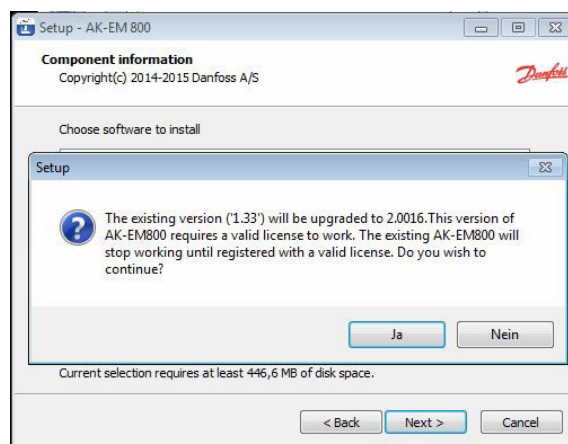 Setup - AK-EM 800
Component information
Copyright(c) 2014-2015 Danfoss A/S
Danfoss
Choose software to install
Setup
The existing version ('1.33') will be upgraded to 2.0016.This version of
AK-EM800 requires a valid license to work. The existing AK-EM800 will
stop working until registered with a valid license. Do you wish to
continue?
Ja
Nein
Current selection requires at least 446,6 MB of disk space.
< Back
Next >
Cancel